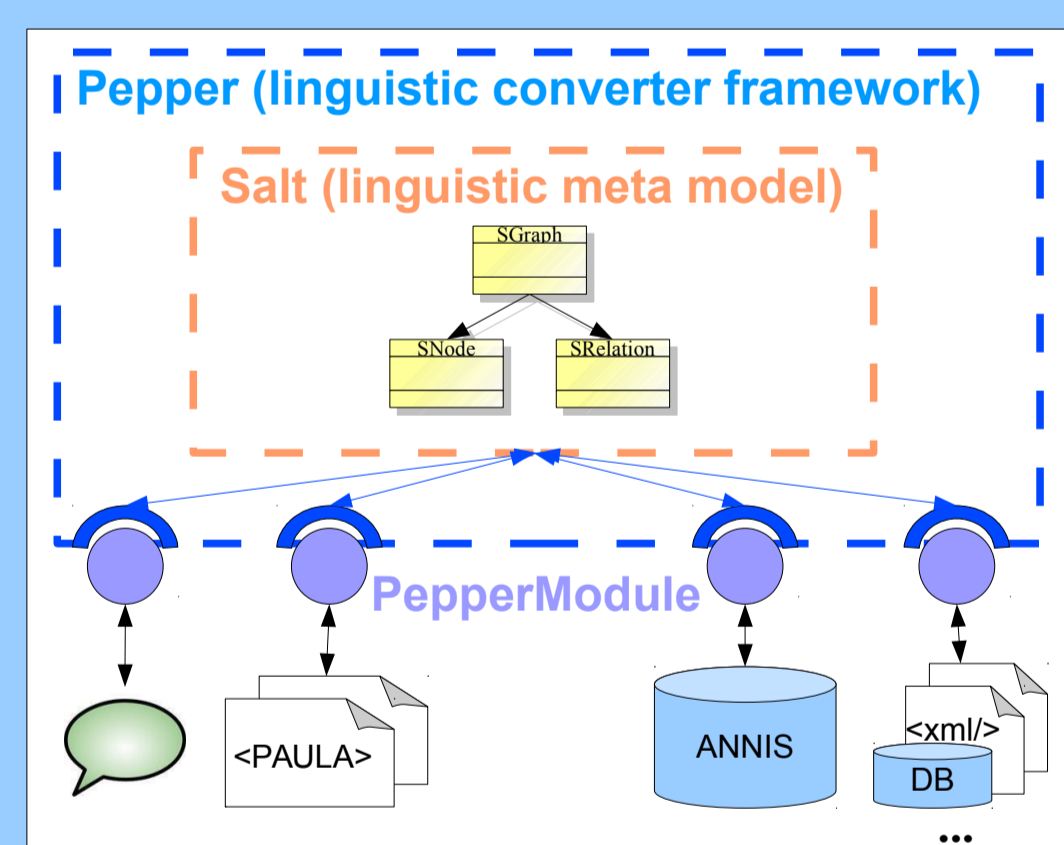 Pepper (linguistic converter framework)
Salt (linguistic meta model)
SGraph
SNode
SRelation
PepperModule
<PAULA>
ANNIS
<xml/>
DB
...